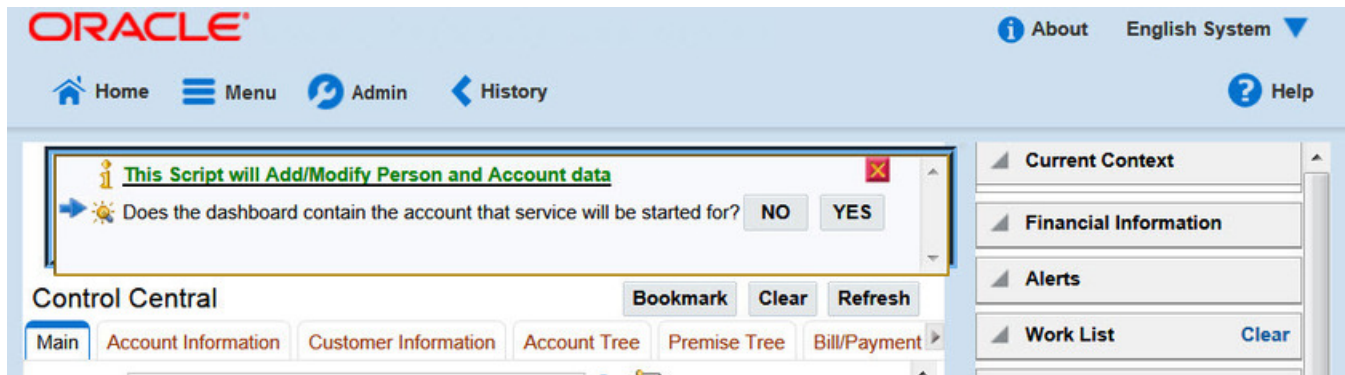 ORACLE
About English System
Home Menu Admin History
Help
This Script will Add/Modify Person and Account data
Does the dashboard contain the account that service will be started for? NO YES
Control Central
Bookmark Clear Refresh
Main Account Information Customer Information Account Tree Premise Tree Bill/Payment
Current Context
Financial Information
Alerts
Work List Clear